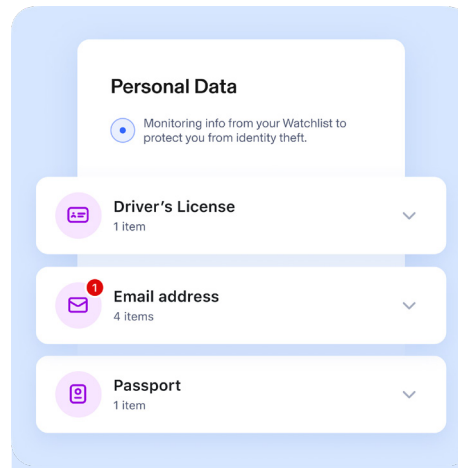 Personal Data
Monitoring info from your Watchlist to
protect you from identity theft.
Driver's License
1 item
1
Email address
4 items
Passport
1 item